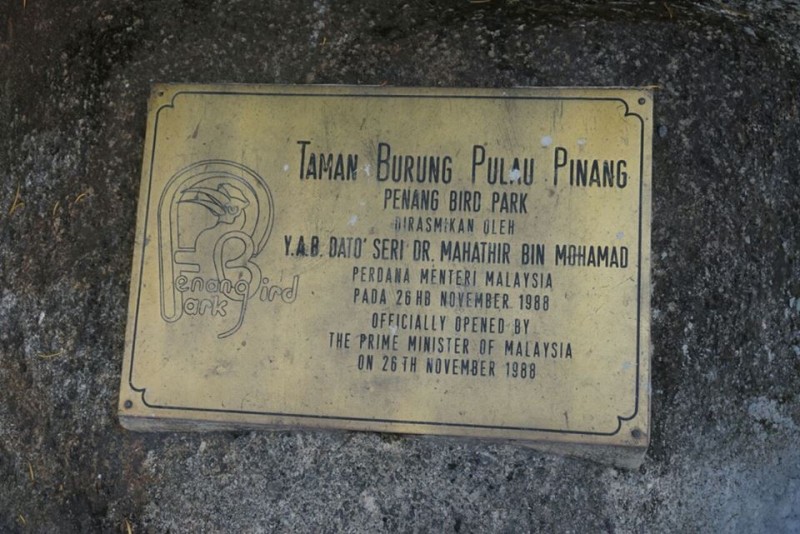 TAMAN BURUNG PULAU PINANG
PENANG BIRD PARK
DIRASMIKAN OLEH
Y.A.B. DATO' SERI DR. MAHATHIR BIN MOHAMAD
PERDANA MENTERI MALAYSIA
PADA 26HB NOVEMBER 1988
OFFICIALLY OPENED BY
THE PRIME MINISTER OF MALAYSIA
ON 26TH NOVEMBER 1988
Penang Bird
Park